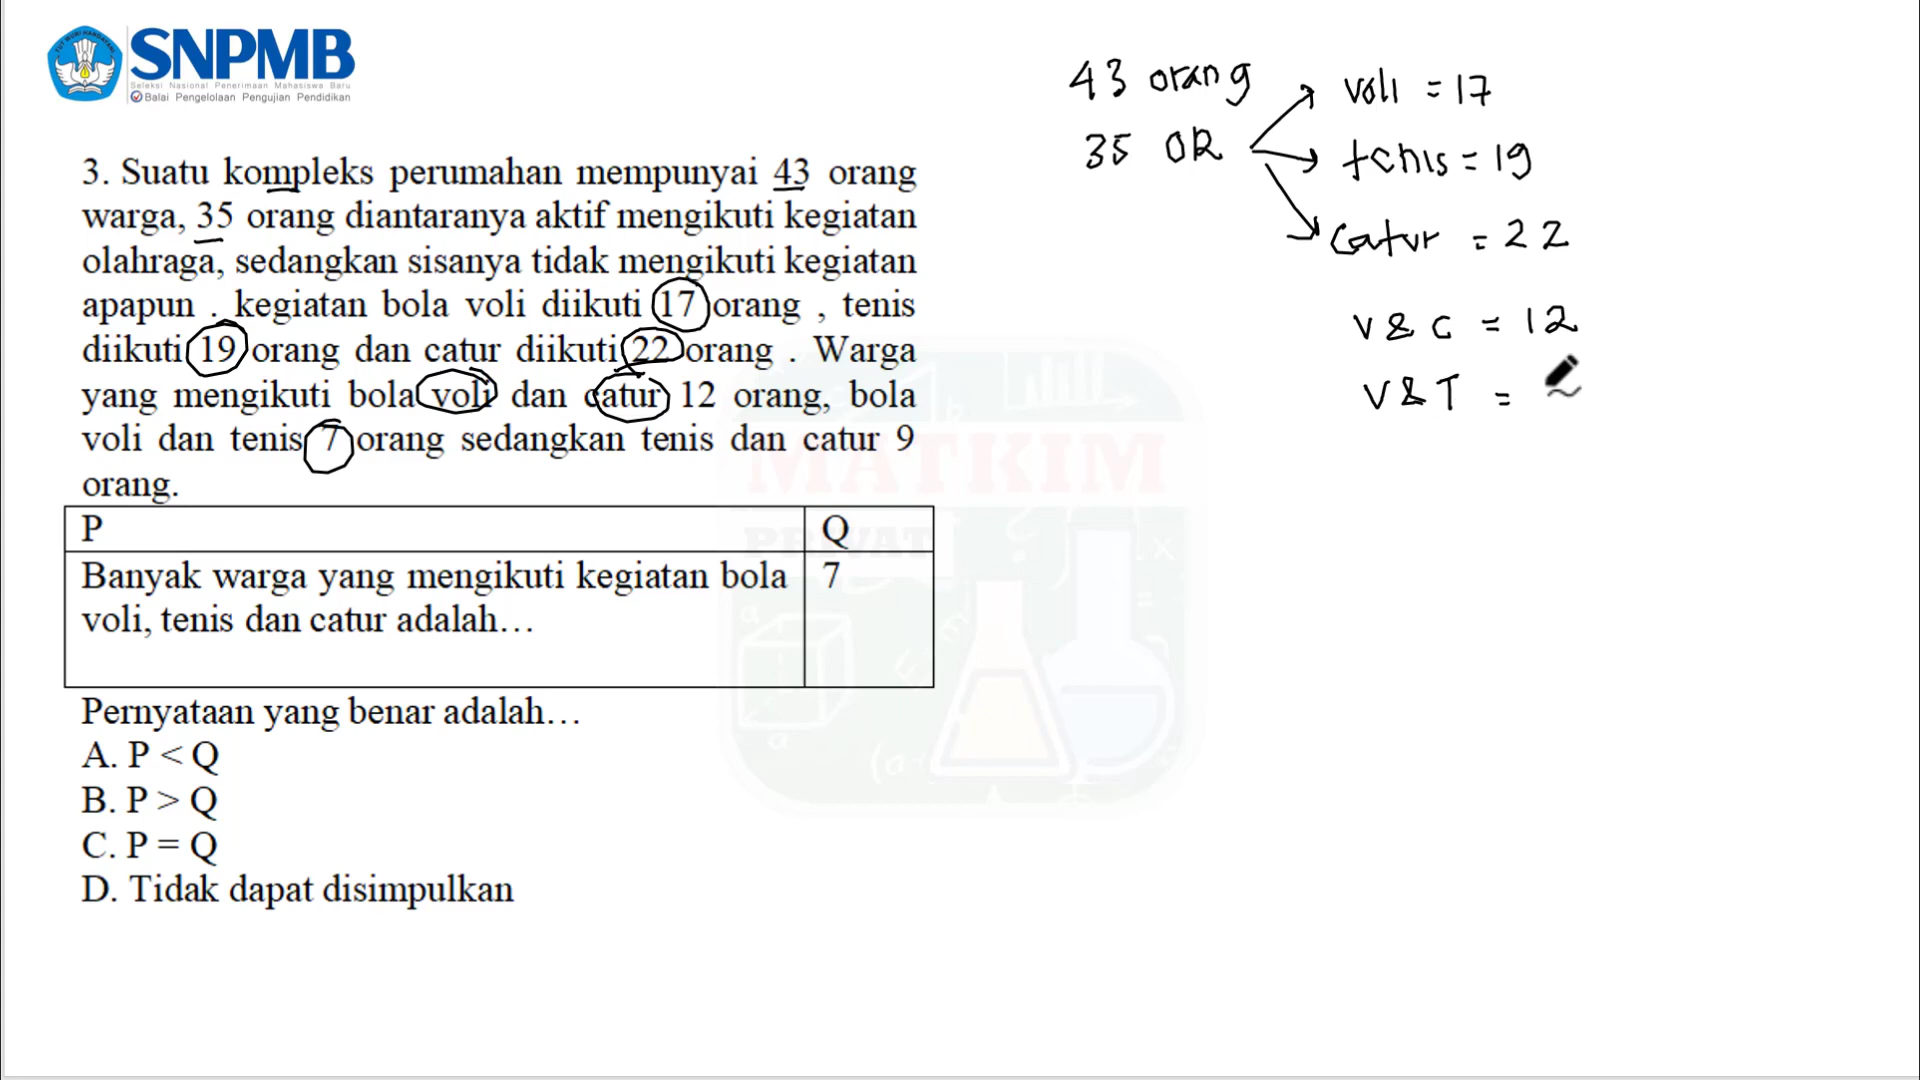 SNPMB
Seleksi Nasional Penerimaan Mahasiswa Baru
Balai Pengelolaan Pengujian Pendidikan
3. Suatu kompleks perumahan mempunyai 43 orang
warga, 35 orang diantaranya aktif mengikuti kegiatan
olahraga, sedangkan sisanya tidak mengikuti kegiatan
apapun . kegiatan bola voli diikuti 17 orang , tenis
diikuti 19 orang dan catur diikuti 22 orang . Warga
yang mengikuti bola voli dan catur 12 orang, bola
voli dan tenis 7 orang sedangkan tenis dan catur 9
orang.
P Q
Banyak warga yang mengikuti kegiatan bola 7
voli, tenis dan catur adalah…
Pernyataan yang benar adalah…
A. P < Q
B. P > Q
C. P = Q
D. Tidak dapat disimpulkan
43 orang
35 OR
voli = 17
tenis = 19
catur = 22
V & C = 12
V & T =
MATKIM
PRIVAT